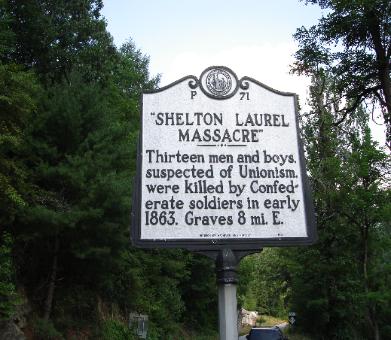 P 71
"SHELTON LAUREL
MASSACRE"
Thirteen men and boys,
suspected of Unionism,
were killed by Confed-
erate soldiers in early
1863. Graves 8 mi. E.